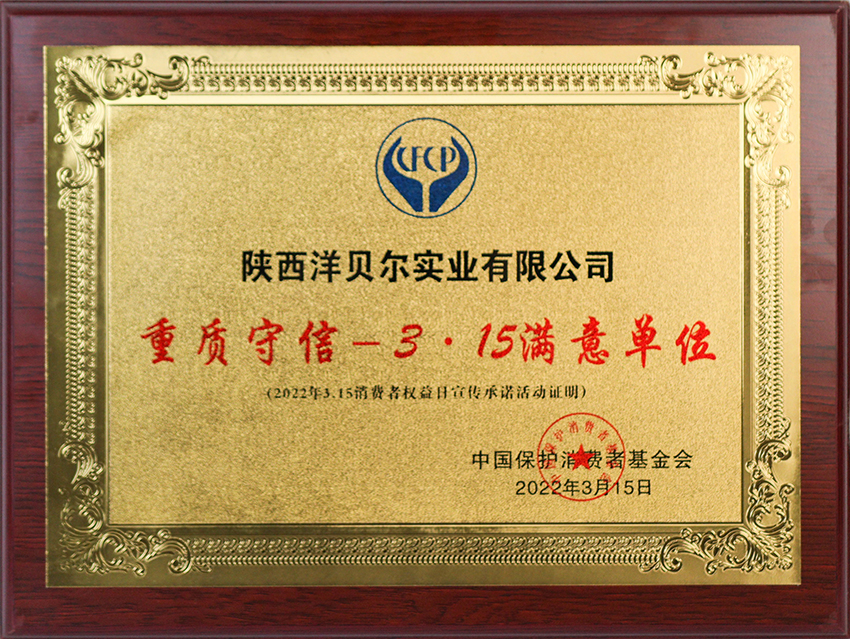 CFCP
陕西洋贝尔实业有限公司
重质守信－3·15满意单位
(2022年3.15消费者权益日宣传承诺活动证明)
中国保护消费者基金会
2022年3月15日